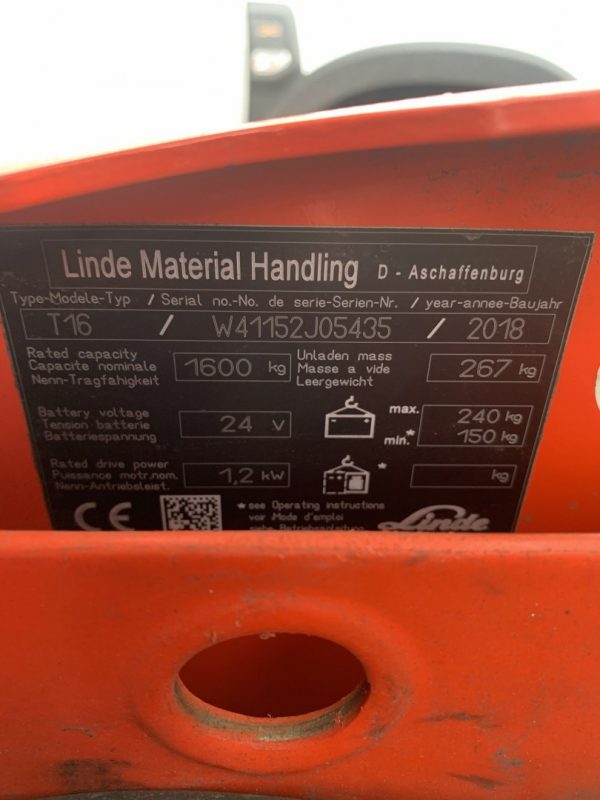 Linde Material Handling D - Aschaffenburg
Type-Modele-Typ / Serial no.-No. de serie-Serien-Nr. / year-annee-Baujahr
T16 / W41152J05435 / 2018
Rated capacity
Capacite nominale
Nenn-Tragfahigkeit
1600 kg
Unladen mass
Masse a vide
Leergewicht
267 kg
Battery voltage
Tension batterie
Batteriespannung
24 V
max. 240 kg
min.* 150 kg
Rated drive power
Puissance motr.nom.
Nenn-Antriebsleist.
1,2 kW
* kg
CE
*see Operating instructions
voir Mode d'emploi
siehe Betriebsanleitung
Linde